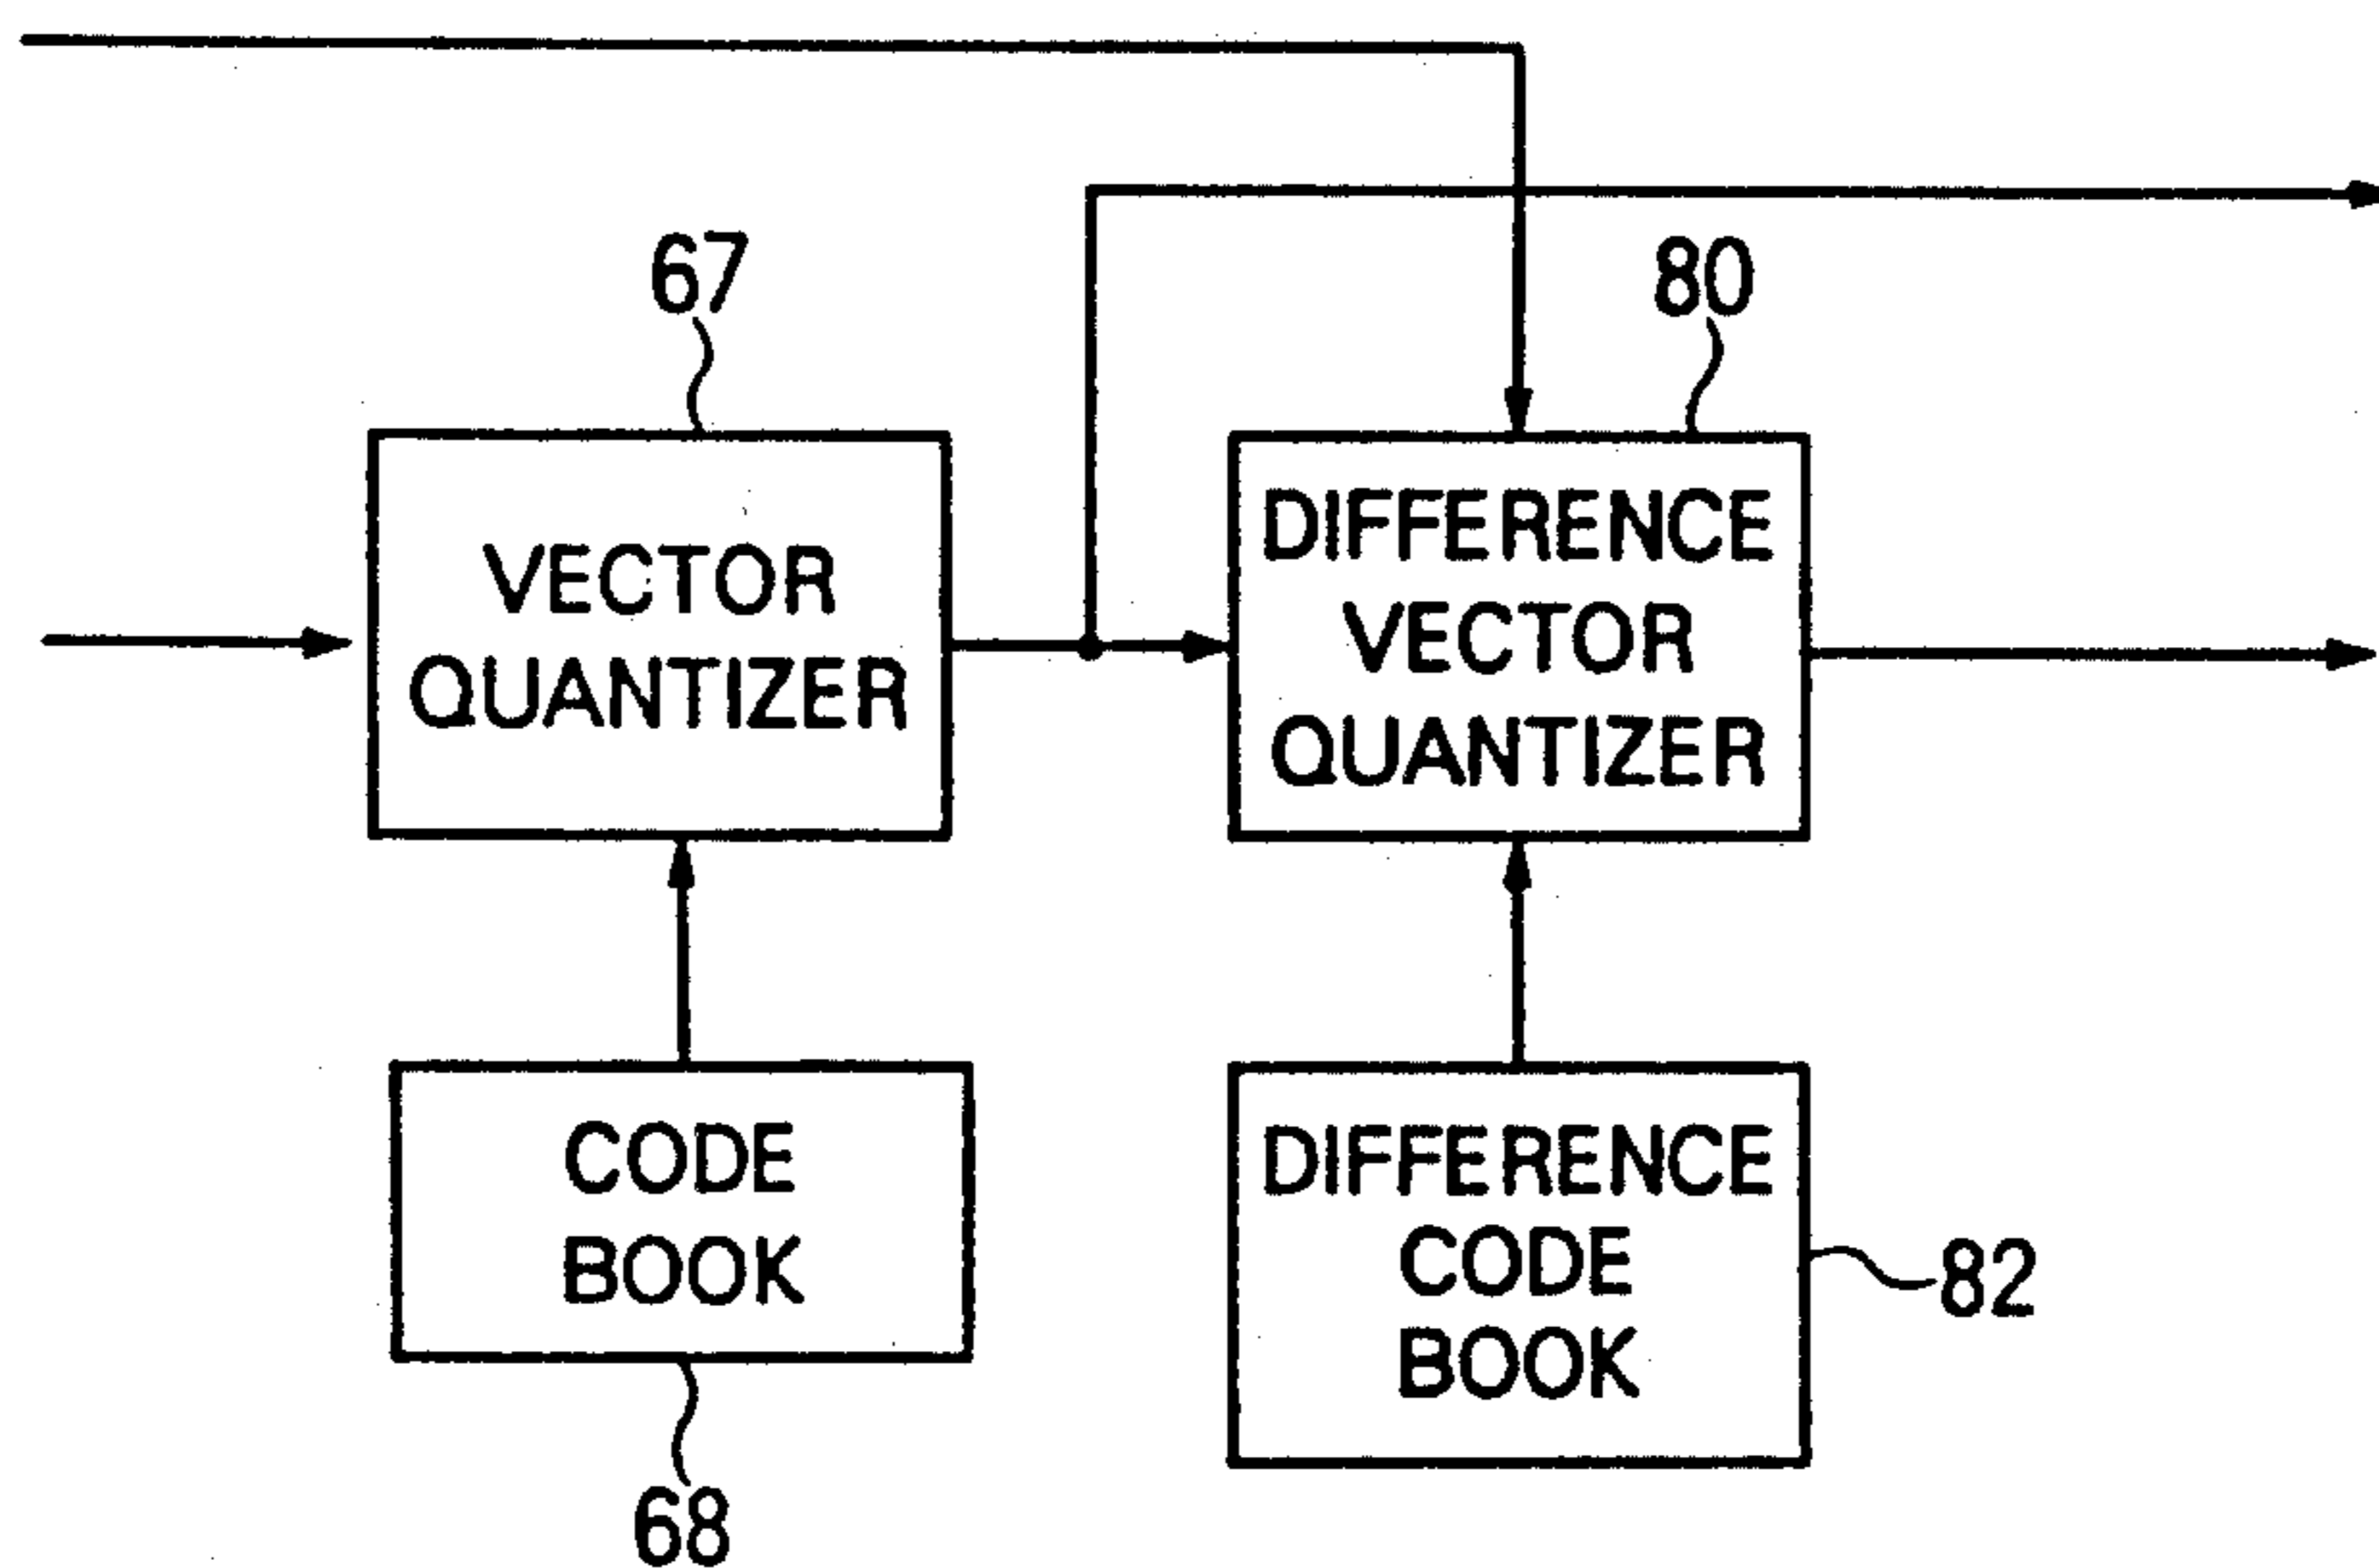 67
80
VECTOR
QUANTIZER
DIFFERENCE
VECTOR
QUANTIZER
CODE
BOOK
DIFFERENCE
CODE
BOOK
82
68